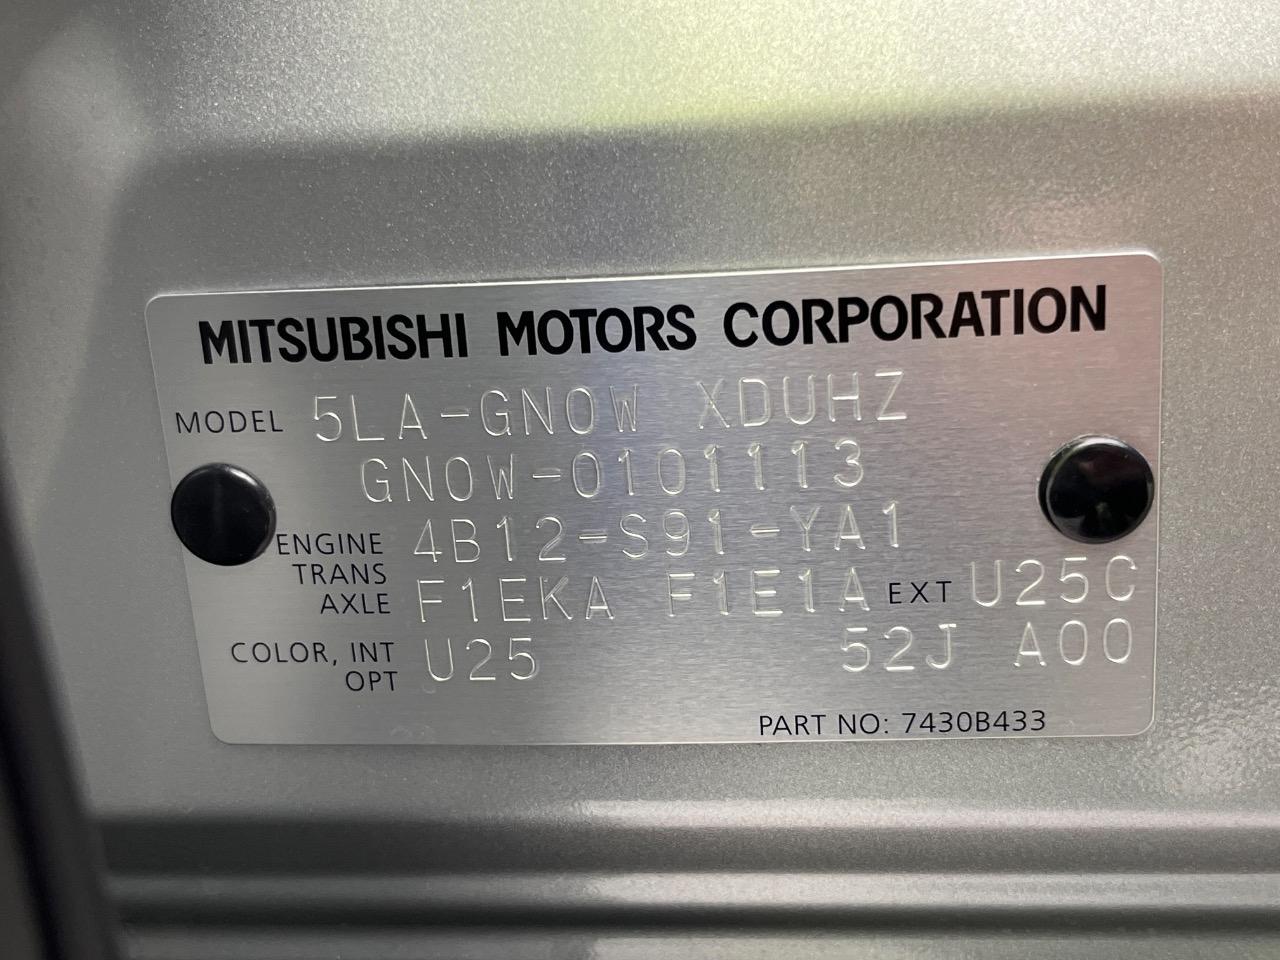 MITSUBISHI MOTORS CORPORATION
MODEL 5LA-GN0W XDUHZ
GN0W-0101113
ENGINE 4B12-S91-YA1
TRANS
AXLE F1EKA F1E1A EXT U25C
COLOR, INT U25 52J A00
OPT
PART NO: 7430B433